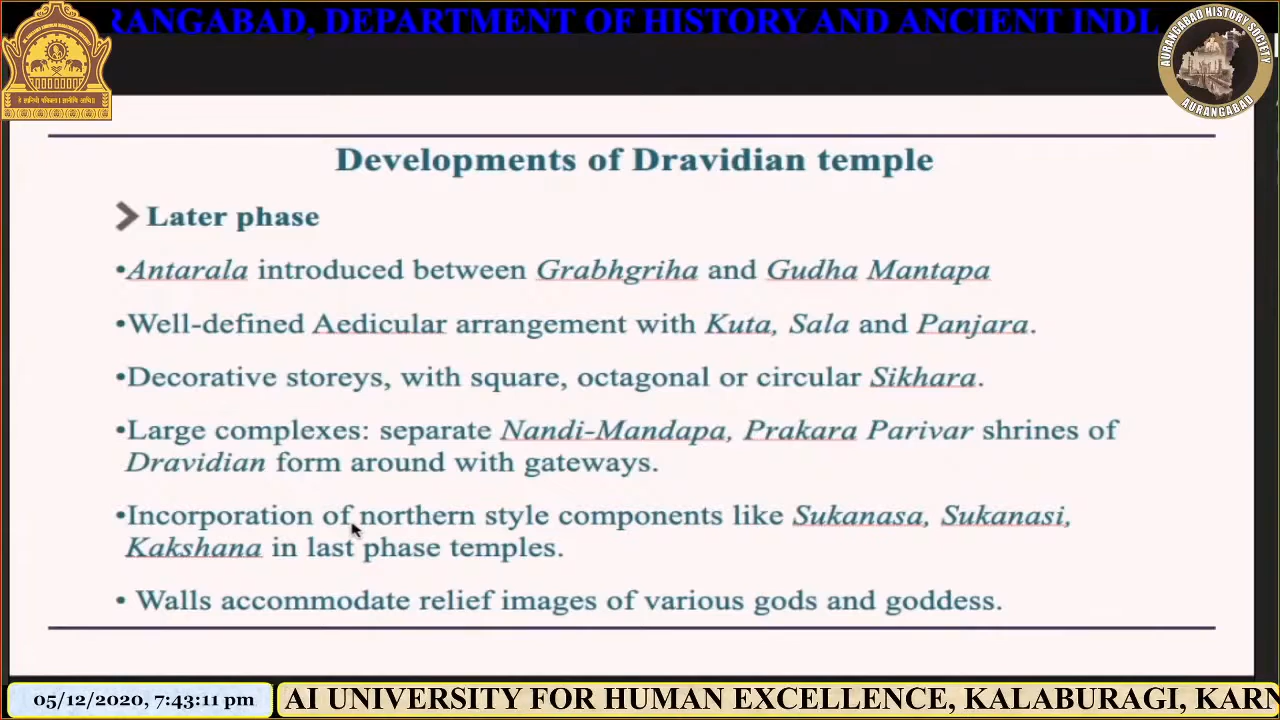 RANGABAD, DEPARTMENT OF HISTORY AND ANCIENT INDI
AURANGABAD HISTORY SOCIETY
AURANGABAD
Developments of Dravidian temple
Later phase
•Antarala introduced between Grabhgriha and Gudha Mantapa
•Well-defined Aedicular arrangement with Kuta, Sala and Panjara.
•Decorative storeys, with square, octagonal or circular Sikhara.
•Large complexes: separate Nandi-Mandapa, Prakara Parivar shrines of
Dravidian form around with gateways.
•Incorporation of northern style components like Sukanasa, Sukanasi,
Kakshana in last phase temples.
• Walls accommodate relief images of various gods and goddess.
05/12/2020, 7:43:11 pm
AI UNIVERSITY FOR HUMAN EXCELLENCE, KALABURAGI, KARN